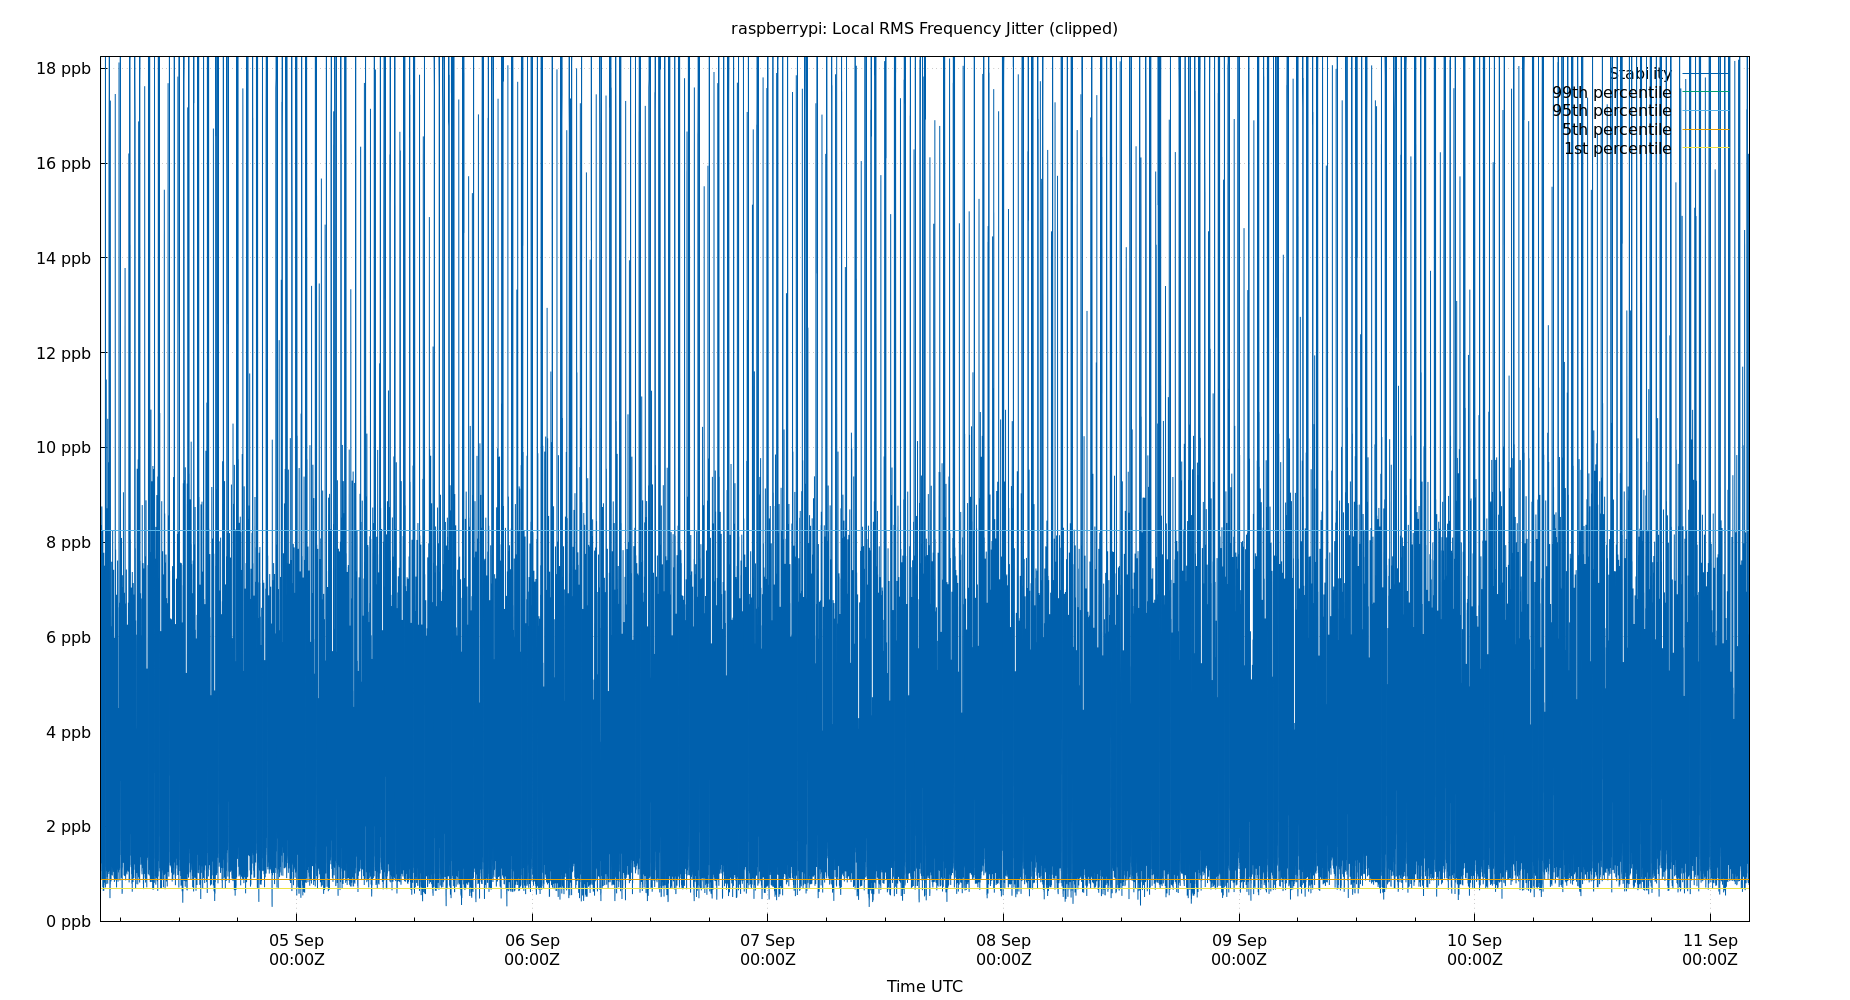 raspberrypi: Local RMS Frequency Jitter (clipped)
18 ppb
16 ppb
14 ppb
12 ppb
10 ppb
8 ppb
6 ppb
4 ppb
2 ppb
0 ppb
Stability
99th percentile
95th percentile
5th percentile
1st percentile
05 Sep
00:00Z
06 Sep
00:00Z
07 Sep
00:00Z
08 Sep
00:00Z
09 Sep
00:00Z
10 Sep
00:00Z
11 Sep
00:00Z
Time UTC